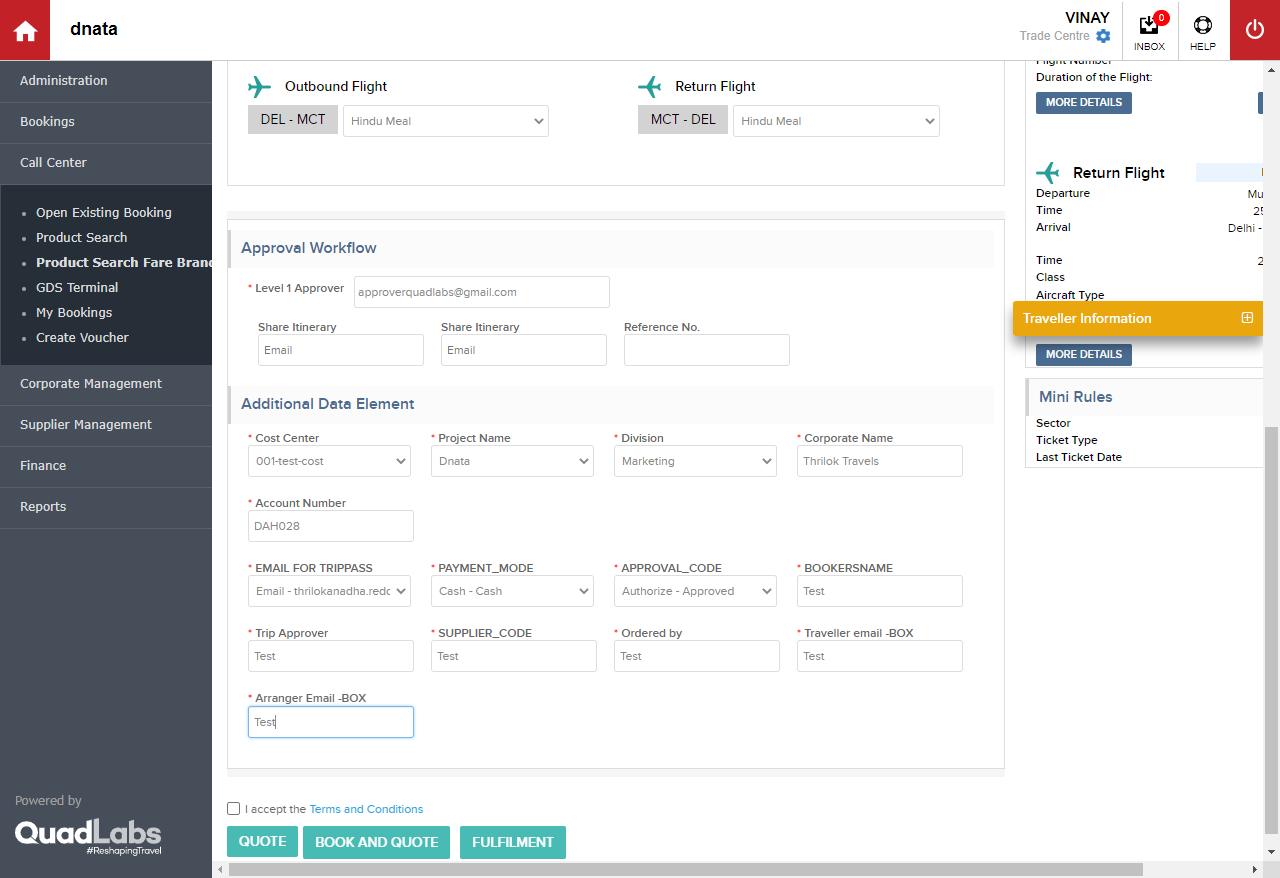 dnata
VINAY
Trade Centre
0
INBOX
HELP
Administration
Bookings
Call Center
Open Existing Booking
Product Search
Product Search Fare Brand
GDS Terminal
My Bookings
Create Voucher
Corporate Management
Supplier Management
Finance
Reports
Powered by
QuadLabs
#ReshapingTravel
Outbound Flight
DEL - MCT
Hindu Meal
Return Flight
MCT - DEL
Hindu Meal
Approval Workflow
* Level 1 Approver
approverquadlabs@gmail.com
Share Itinerary
Share Itinerary
Reference No.
Email
Email
Additional Data Element
* Cost Center
* Project Name
* Division
* Corporate Name
001-test-cost
Dnata
Marketing
Thrilok Travels
* Account Number
DAH028
* EMAIL FOR TRIPPASS
* PAYMENT_MODE
* APPROVAL_CODE
* BOOKERSNAME
Email - thrilokanadha.redd
Cash - Cash
Authorize - Approved
Test
* Trip Approver
* SUPPLIER_CODE
* Ordered by
* Traveller email -BOX
Test
Test
Test
Test
* Arranger Email -BOX
Test
I accept the Terms and Conditions
QUOTE
BOOK AND QUOTE
FULFILMENT
Flight Number
Duration of the Flight:
MORE DETAILS
Return Flight
Departure
Mu
Time
25
Arrival
Delhi -
Time
2
Class
Aircraft Type
Traveller Information
MORE DETAILS
Mini Rules
Sector
Ticket Type
Last Ticket Date